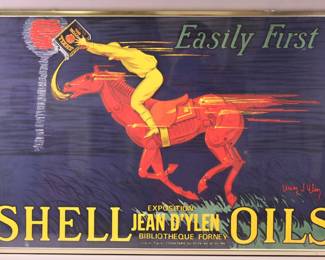 Easily First
SHELL
EXPOSITION
JEAN D'YLEN
BIBLIOTHEQUE FORNEY
OILS